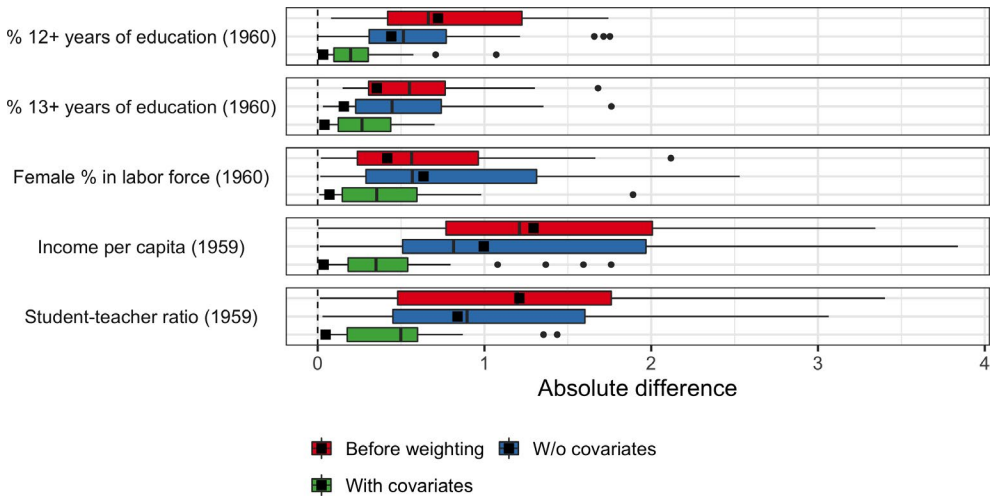 % 12+ years of education (1960)
% 13+ years of education (1960)
Female % in labor force (1960)
Income per capita (1959)
Student-teacher ratio (1959)
0 1 2 3 4
Absolute difference
Before weighting W/o covariates
With covariates